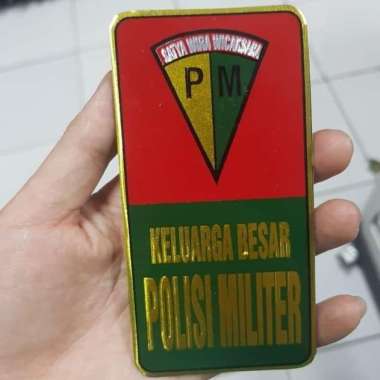 SATYA WIRA WICAKSANA
P M
KELUARGA BESAR
POLISI MILITER